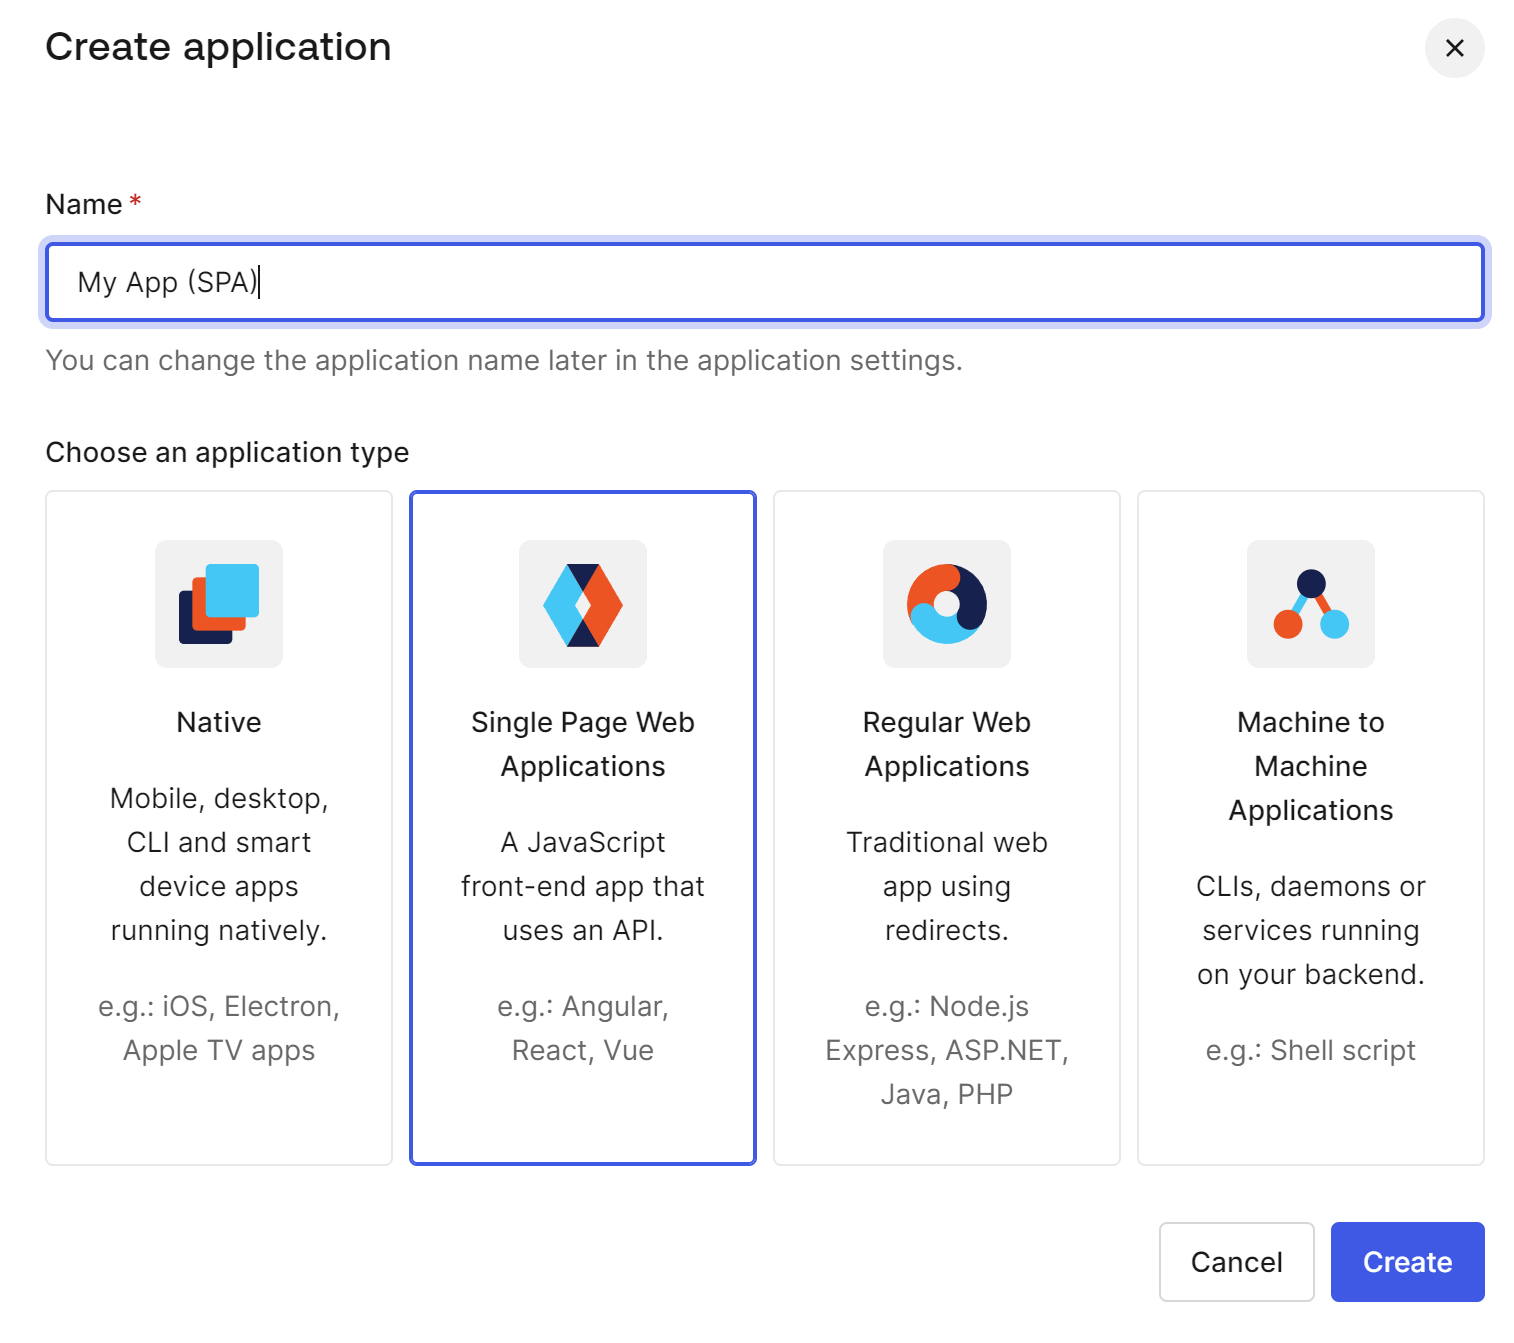 Create application
Name *
My App (SPA)
You can change the application name later in the application settings.
Choose an application type
Native
Mobile, desktop,
CLI and smart
device apps
running natively.
e.g.: iOS, Electron,
Apple TV apps
Single Page Web
Applications
A JavaScript
front-end app that
uses an API.
e.g.: Angular,
React, Vue
Regular Web
Applications
Traditional web
app using
redirects.
e.g.: Node.js
Express, ASP.NET,
Java, PHP
Machine to
Machine
Applications
CLIs, daemons or
services running
on your backend.
e.g.: Shell script
Cancel
Create